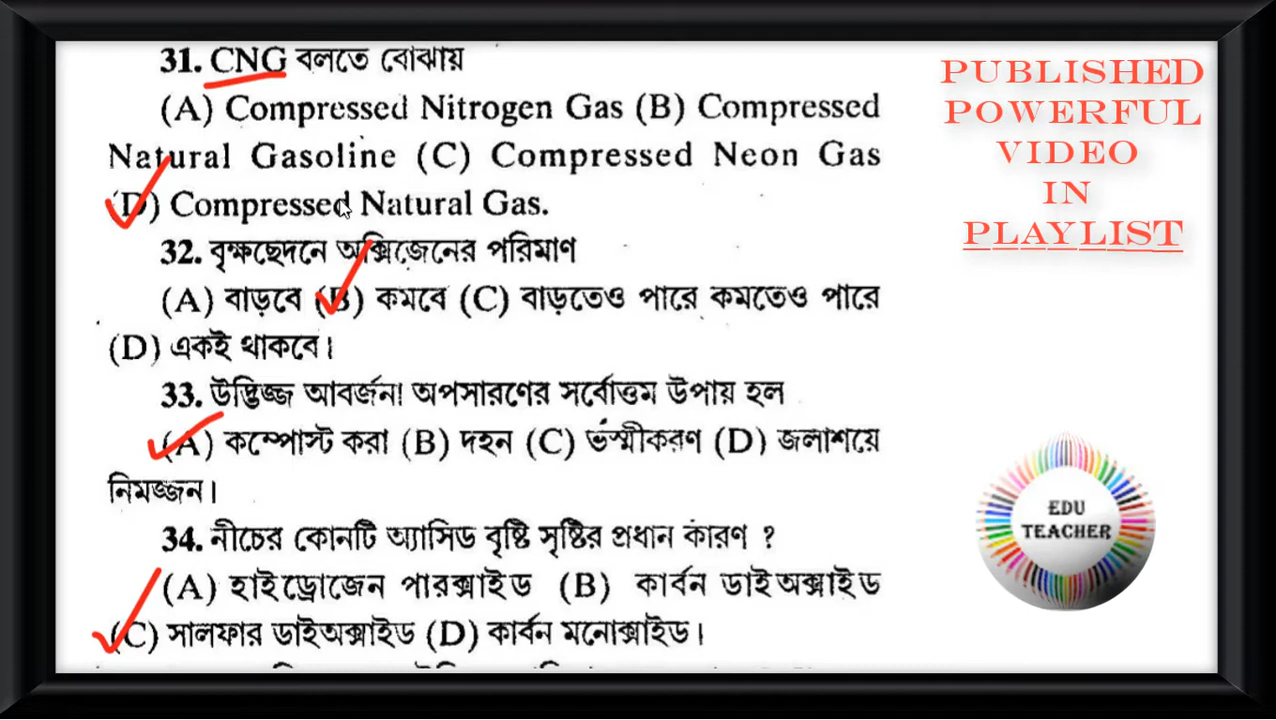 31. CNG বলতে বোঝায়
(A) Compressed Nitrogen Gas (B) Compressed
Natural Gasoline (C) Compressed Neon Gas
(D) Compressed Natural Gas.
32. বৃক্ষছেদনে অক্সিজেনের পরিমাণ
(A) বাড়বে (B) কমবে (C) বাড়তেও পারে কমতেও পারে
(D) একই থাকবে।
33. উদ্ভিজ্জ আবর্জনা অপসারণের সর্বোত্তম উপায় হল
(A) কম্পোস্ট করা (B) দহন (C) ভস্মীকরণ (D) জলাশয়ে
নিমজ্জন।
34. নীচের কোনটি অ্যাসিড বৃষ্টি সৃষ্টির প্রধান কারণ ?
(A) হাইড্রোজেন পারক্সাইড (B) কার্বন ডাইঅক্সাইড
(C) সালফার ডাইঅক্সাইড (D) কার্বন মনোক্সাইড।
PUBLISHED
POWERFUL
VIDEO
IN
PLAYLIST
EDU
TEACHER